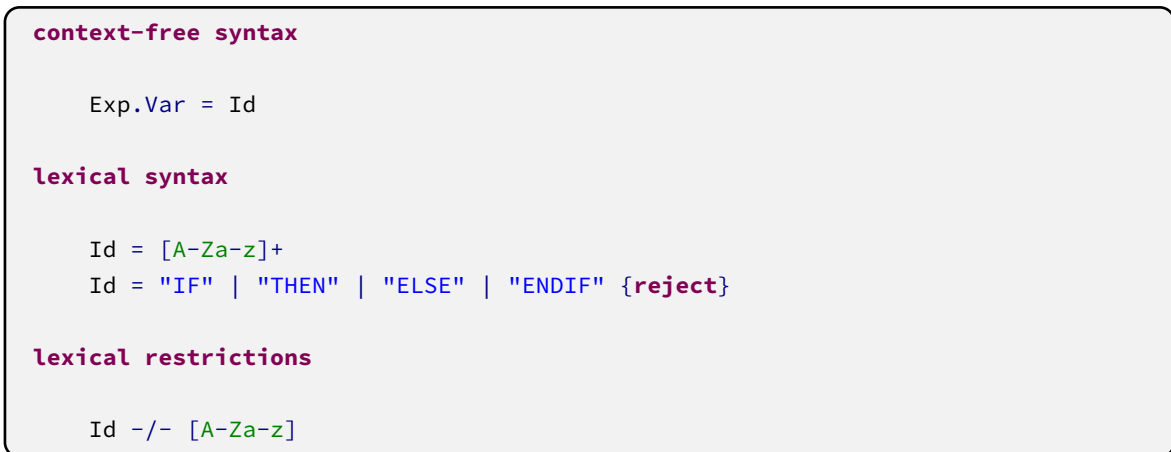 context-free syntax
Exp.Var = Id
lexical syntax
Id = [A-Za-z]+
Id = "IF" | "THEN" | "ELSE" | "ENDIF" {reject}
lexical restrictions
Id -/- [A-Za-z]